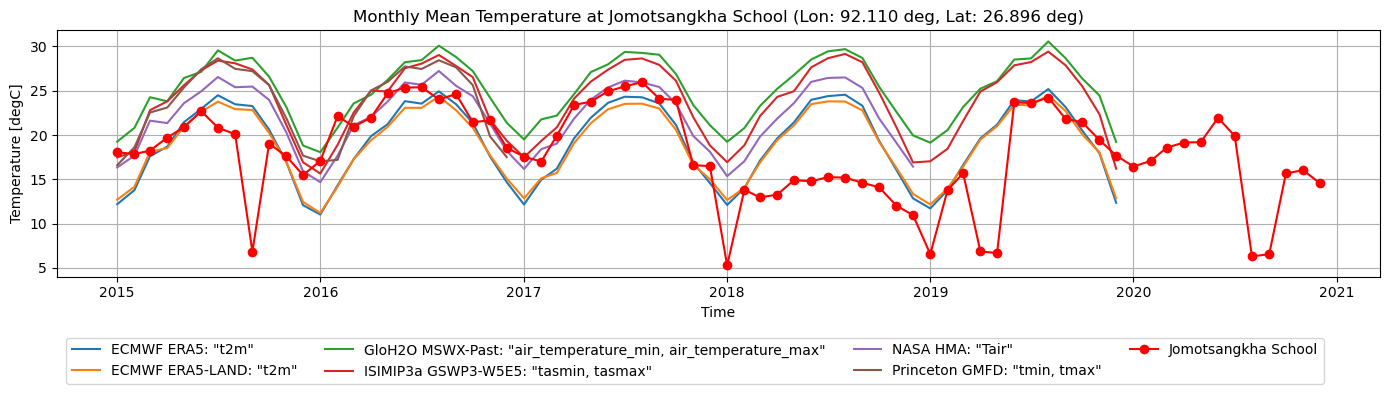 Monthly Mean Temperature at Jomotsangkha School (Lon: 92.110 deg, Lat: 26.896 deg)
Temperature [degC]
30
25
20
15
10
5
2015 2016 2017 2018 2019 2020 2021
Time
ECMWF ERA5: "t2m" GloH2O MSWX-Past: "air_temperature_min, air_temperature_max" NASA HMA: "Tair" Jomotsangkha School
ECMWF ERA5-LAND: "t2m" ISIMIP3a GSWP3-W5E5: "tasmin, tasmax" Princeton GMFD: "tmin, tmax"